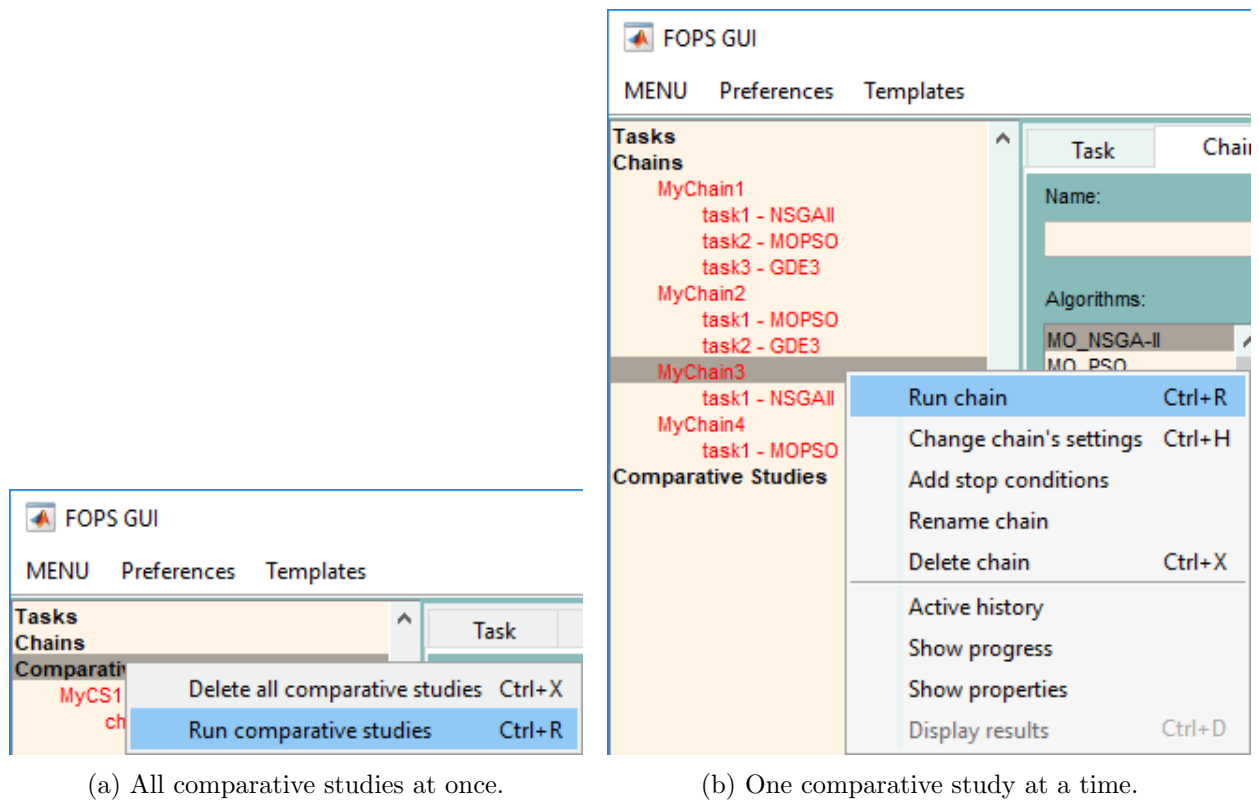 FOPS GUI
MENU Preferences Templates
Tasks
Chains
Comparativ
MyCS1
ch
Task
Delete all comparative studies Ctrl+X
Run comparative studies Ctrl+R
(a) All comparative studies at once.
FOPS GUI
MENU Preferences Templates
Tasks
Chains
MyChain1
task1 - NSGAII
task2 - MOPSO
task3 - GDE3
MyChain2
task1 - MOPSO
task2 - GDE3
MyChain3
task1 - NSGAII
MyChain4
task1 - MOPSO
Comparative Studies
Task Chain
Name:
Algorithms:
MO_NSGA-II
MO_PSO
Run chain Ctrl+R
Change chain's settings Ctrl+H
Add stop conditions
Rename chain
Delete chain Ctrl+X
Active history
Show progress
Show properties
Display results Ctrl+D
(b) One comparative study at a time.